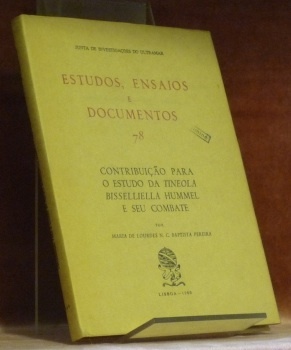 JUNTA DE INVESTIGAÇÕES DO ULTRAMAR
ESTUDOS, ENSAIOS
E
DOCUMENTOS
78
CONTRIBUIÇÃO PARA
O ESTUDO DA TINEOLA
BISSELLIELLA HUMMEL
E SEU COMBATE
POR
MARIA DE LOURDES N. C. BAPTISTA PEREIRA
LISBOA